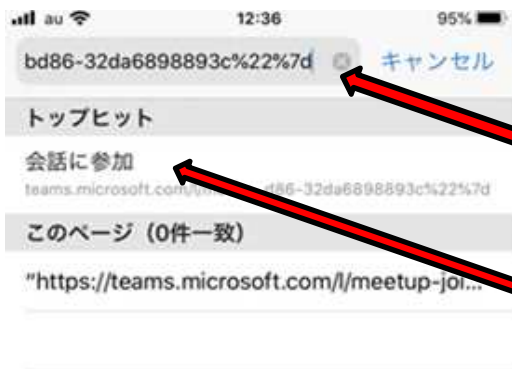 au 12:36 95%
bd86-32da6898893c%22%7d キャンセル
トップヒット
会話に参加
teams.microsoft.com/l/m d86-32da6898893c%22%7d
このページ（0件一致）
"https://teams.microsoft.com/l/meetup-joi...